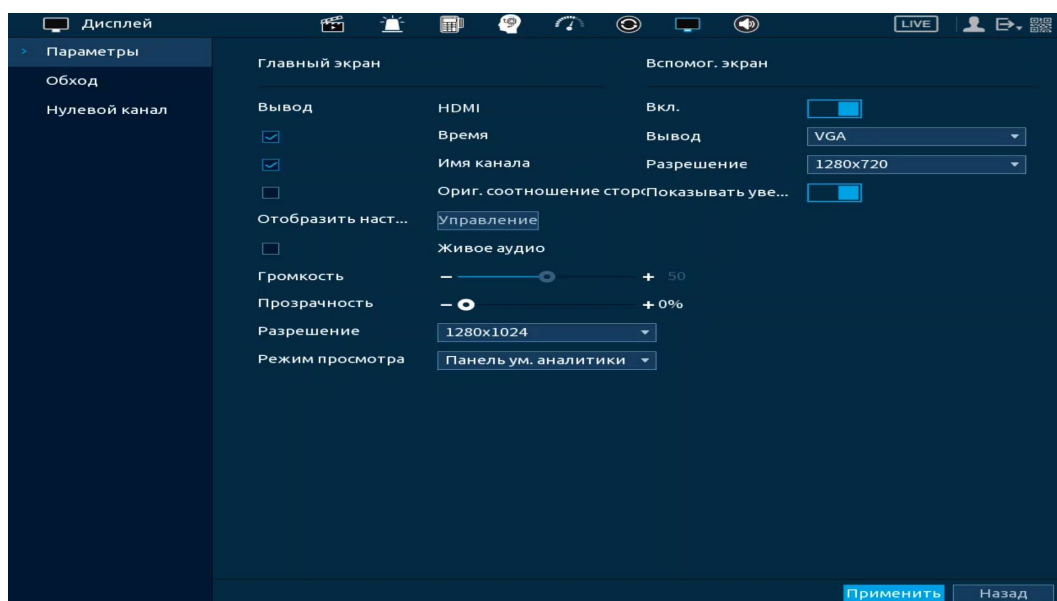 Дисплей LIVE
Параметры
Обход
Нулевой канал
Главный экран Вспомог. экран
Вывод HDMI Вкл.
Время Вывод VGA
Имя канала Разрешение 1280x720
Ориг. соотношение сторо Показывать уве...
Отобразить наст... Управление
Живое аудио
Громкость − + 50
Прозрачность − + 0%
Разрешение 1280x1024
Режим просмотра Панель ум. аналитики
Применить Назад